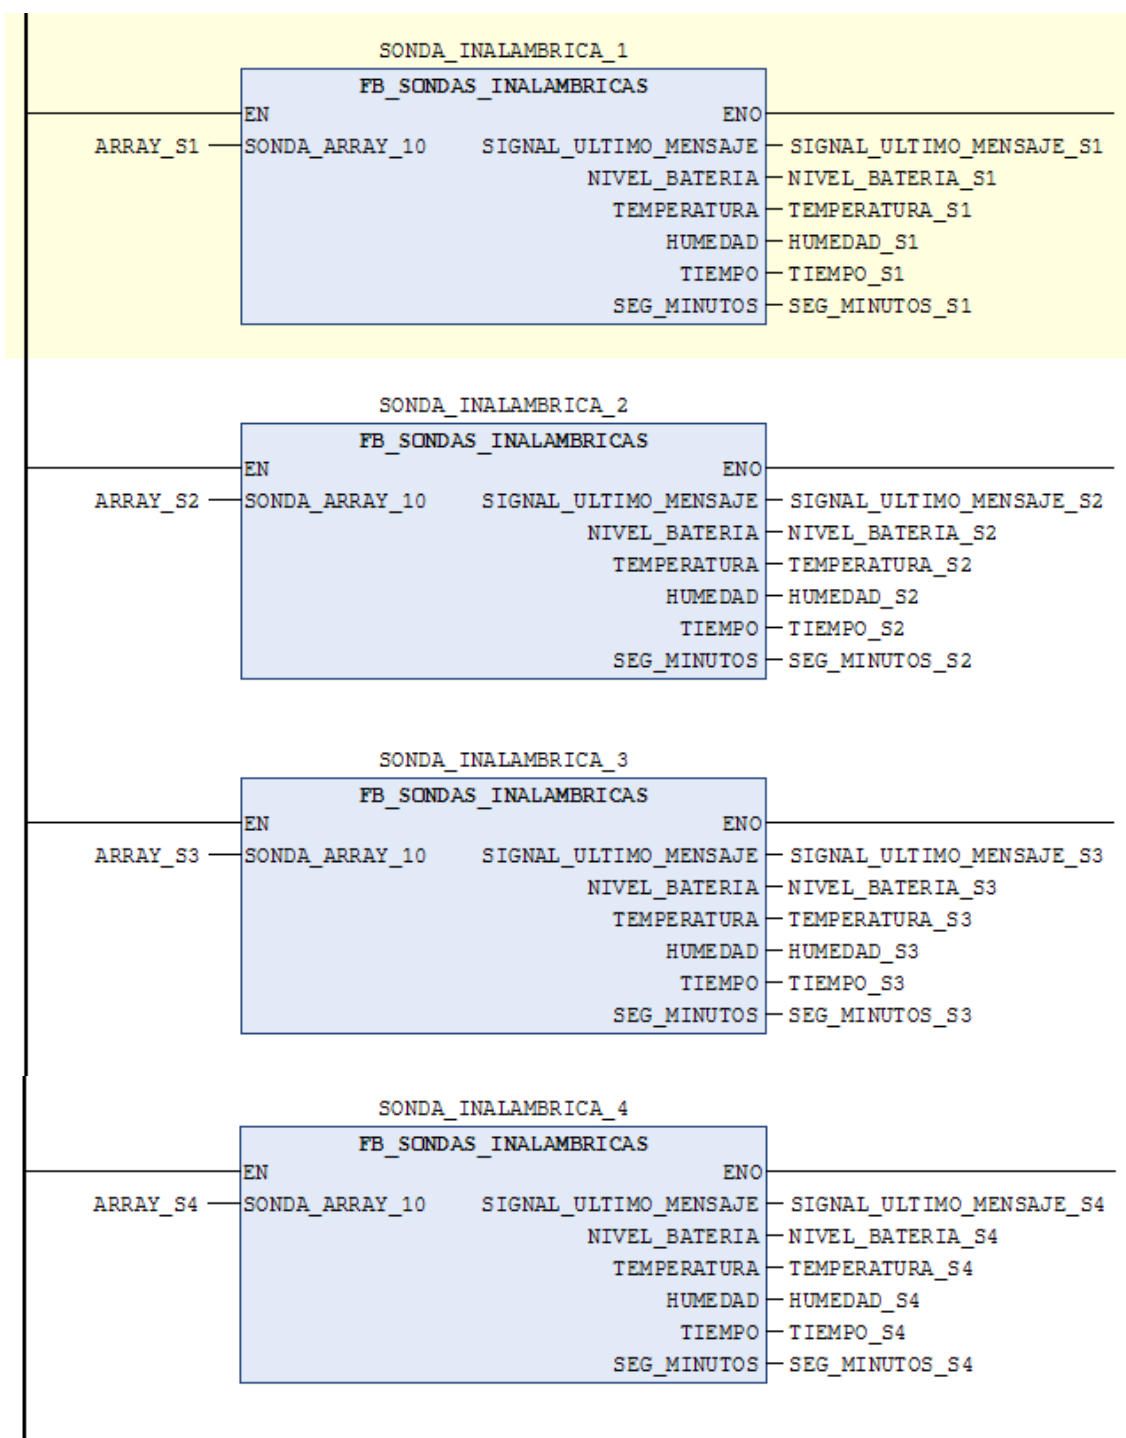 SONDA_INALAMBRICA_1
FB_SONDAS_INALAMBRICAS
EN ENO
ARRAY_S1 SONDA_ARRAY_10 SIGNAL_ULTIMO_MENSAJE SIGNAL_ULTIMO_MENSAJE_S1
NIVEL_BATERIA NIVEL_BATERIA_S1
TEMPERATURA TEMPERATURA_S1
HUMEDAD HUMEDAD_S1
TIEMPO TIEMPO_S1
SEG_MINUTOS SEG_MINUTOS_S1
SONDA_INALAMBRICA_2
FB_SONDAS_INALAMBRICAS
EN ENO
ARRAY_S2 SONDA_ARRAY_10 SIGNAL_ULTIMO_MENSAJE SIGNAL_ULTIMO_MENSAJE_S2
NIVEL_BATERIA NIVEL_BATERIA_S2
TEMPERATURA TEMPERATURA_S2
HUMEDAD HUMEDAD_S2
TIEMPO TIEMPO_S2
SEG_MINUTOS SEG_MINUTOS_S2
SONDA_INALAMBRICA_3
FB_SONDAS_INALAMBRICAS
EN ENO
ARRAY_S3 SONDA_ARRAY_10 SIGNAL_ULTIMO_MENSAJE SIGNAL_ULTIMO_MENSAJE_S3
NIVEL_BATERIA NIVEL_BATERIA_S3
TEMPERATURA TEMPERATURA_S3
HUMEDAD HUMEDAD_S3
TIEMPO TIEMPO_S3
SEG_MINUTOS SEG_MINUTOS_S3
SONDA_INALAMBRICA_4
FB_SONDAS_INALAMBRICAS
EN ENO
ARRAY_S4 SONDA_ARRAY_10 SIGNAL_ULTIMO_MENSAJE SIGNAL_ULTIMO_MENSAJE_S4
NIVEL_BATERIA NIVEL_BATERIA_S4
TEMPERATURA TEMPERATURA_S4
HUMEDAD HUMEDAD_S4
TIEMPO TIEMPO_S4
SEG_MINUTOS SEG_MINUTOS_S4